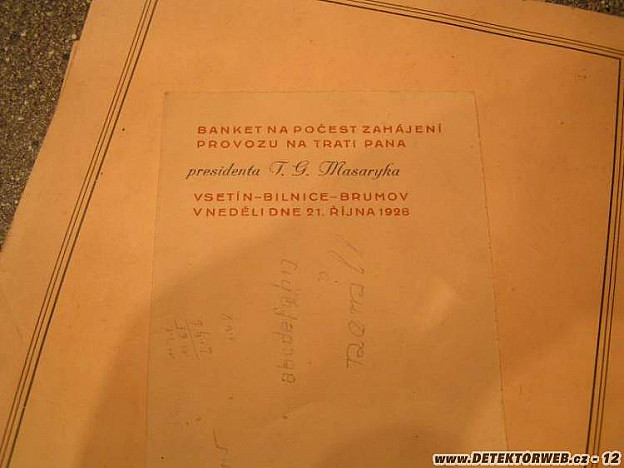 BANKET NA POČEST ZAHÁJENÍ
PROVOZU NA TRATI PANA
presidenta T. G. Masaryka
VSETÍN–BILNICE–BRUMOV
V NEDĚLI DNE 21. ŘÍJNA 1928
www.DETEKTORWEB.cz - 12